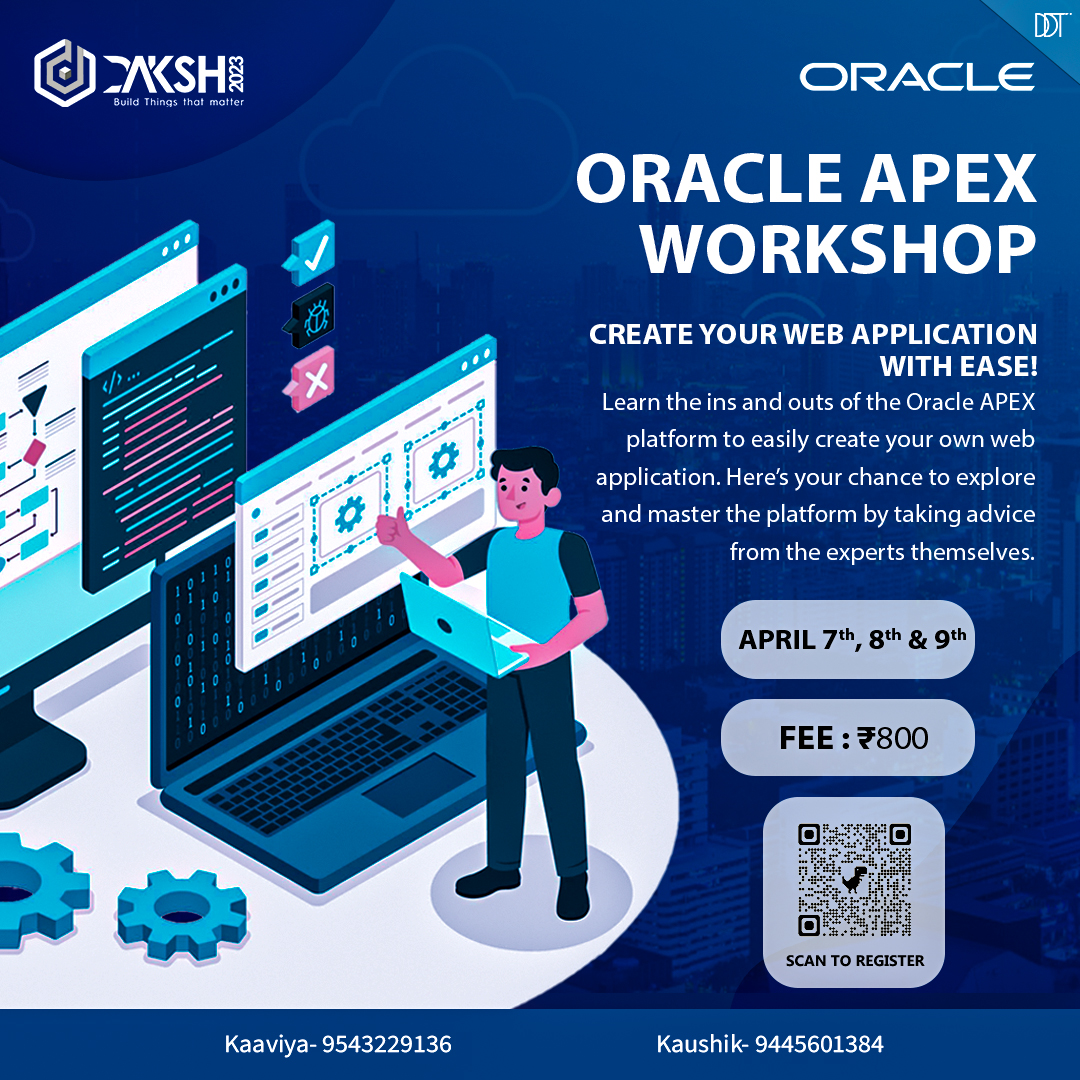 DAKSH 2023
Build Things that matter
DDT
ORACLE
ORACLE APEX
WORKSHOP
CREATE YOUR WEB APPLICATION
WITH EASE!
Learn the ins and outs of the Oracle APEX
platform to easily create your own web
application. Here’s your chance to explore
and master the platform by taking advice
from the experts themselves.
APRIL 7th, 8th & 9th
FEE : ₹800
SCAN TO REGISTER
Kaaviya- 9543229136
Kaushik- 9445601384